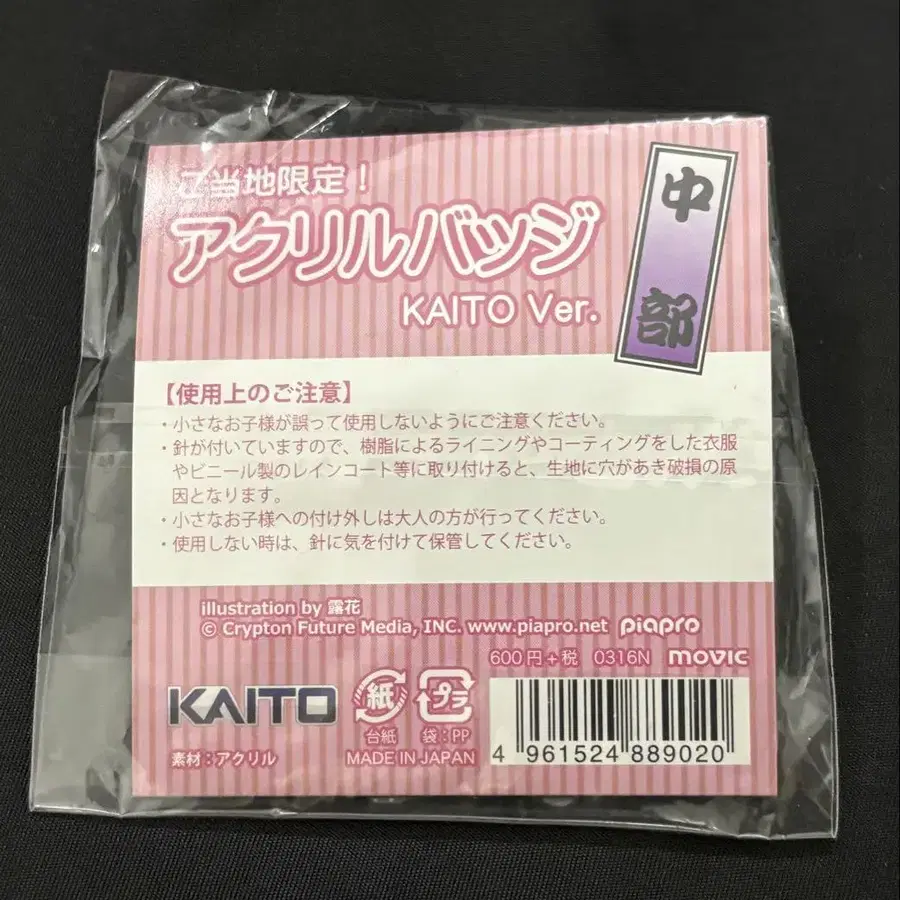 ご当地限定！
アクリルバッジ
KAITO Ver.
中部
【使用上のご注意】
・小さなお子様が誤って使用しないようにご注意ください。
・針が付いていますので、樹脂によるライニングやコーティングをした衣服
やビニール製のレインコート等に取り付けると、生地に穴があき破損の原
因となります。
・小さなお子様への付け外しは大人の方が行ってください。
・使用しない時は、針に気を付けて保管してください。
illustration by 露花
© Crypton Future Media, INC. www.piapro.net piapro
600円+税 0316N movic
KAITO
紙
プラ
台紙 袋：PP
素材：アクリル
MADE IN JAPAN
4 961524 889020